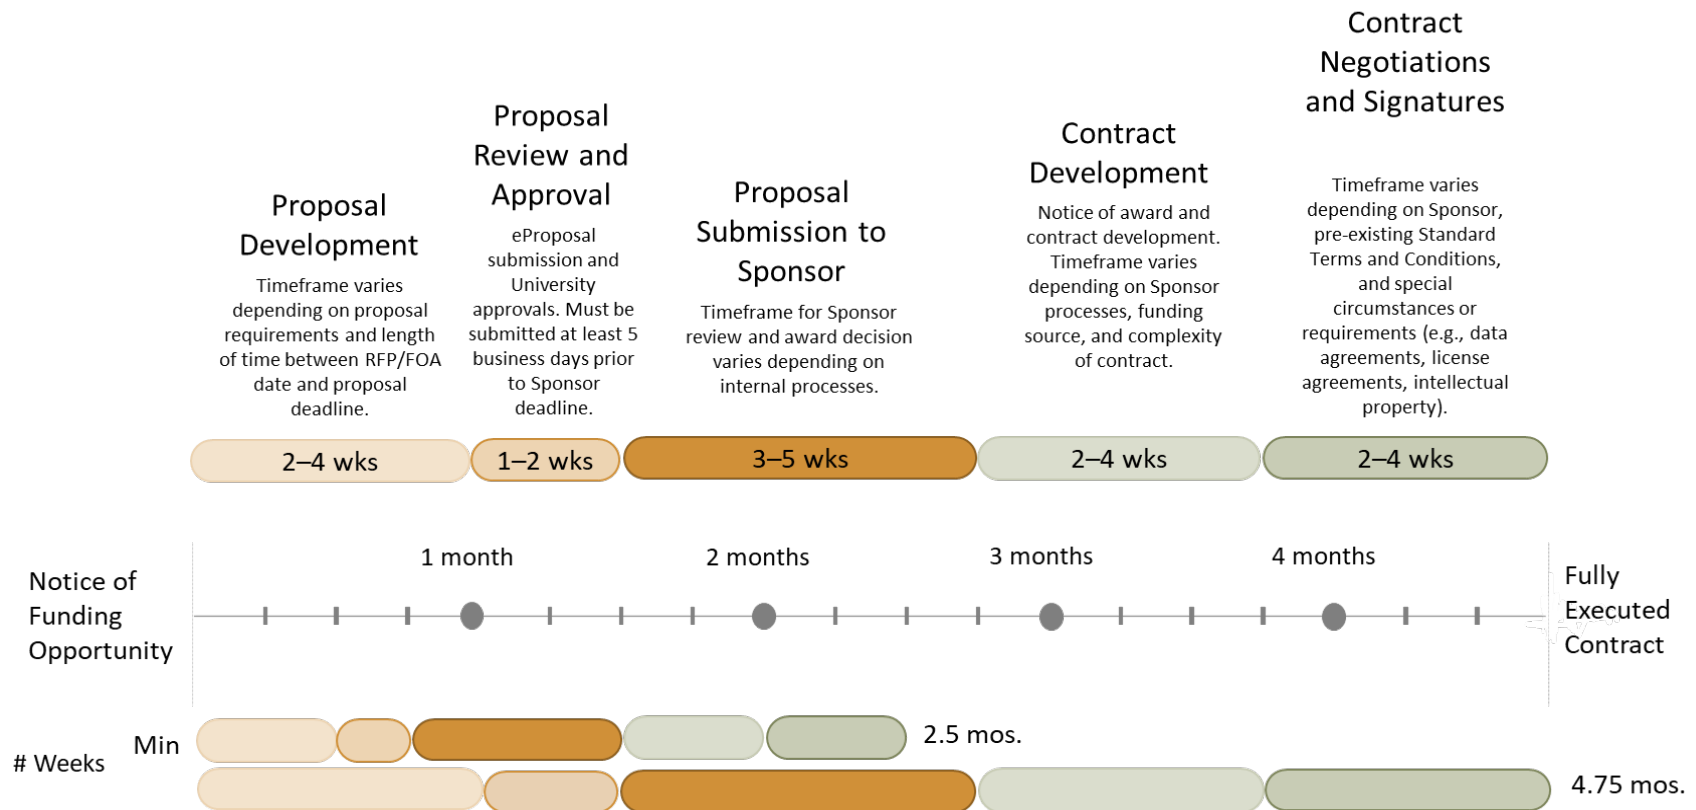 Proposal
Development
Timeframe varies
depending on proposal
requirements and length
of time between RFP/FOA
date and proposal
deadline.
2–4 wks
Proposal
Review and
Approval
eProposal
submission and
University
approvals. Must be
submitted at least 5
business days prior
to Sponsor
deadline.
1–2 wks
Proposal
Submission to
Sponsor
Timeframe for Sponsor
review and award decision
varies depending on
internal processes.
3–5 wks
Contract
Development
Notice of award and
contract development.
Timeframe varies
depending on Sponsor
processes, funding
source, and complexity
of contract.
2–4 wks
Contract
Negotiations
and Signatures
Timeframe varies
depending on Sponsor,
pre-existing Standard
Terms and Conditions,
and special
circumstances or
requirements (e.g., data
agreements, license
agreements, intellectual
property).
2–4 wks
Notice of
Funding
Opportunity
1 month
2 months
3 months
4 months
Fully
Executed
Contract
# Weeks
Min
2.5 mos.
4.75 mos.